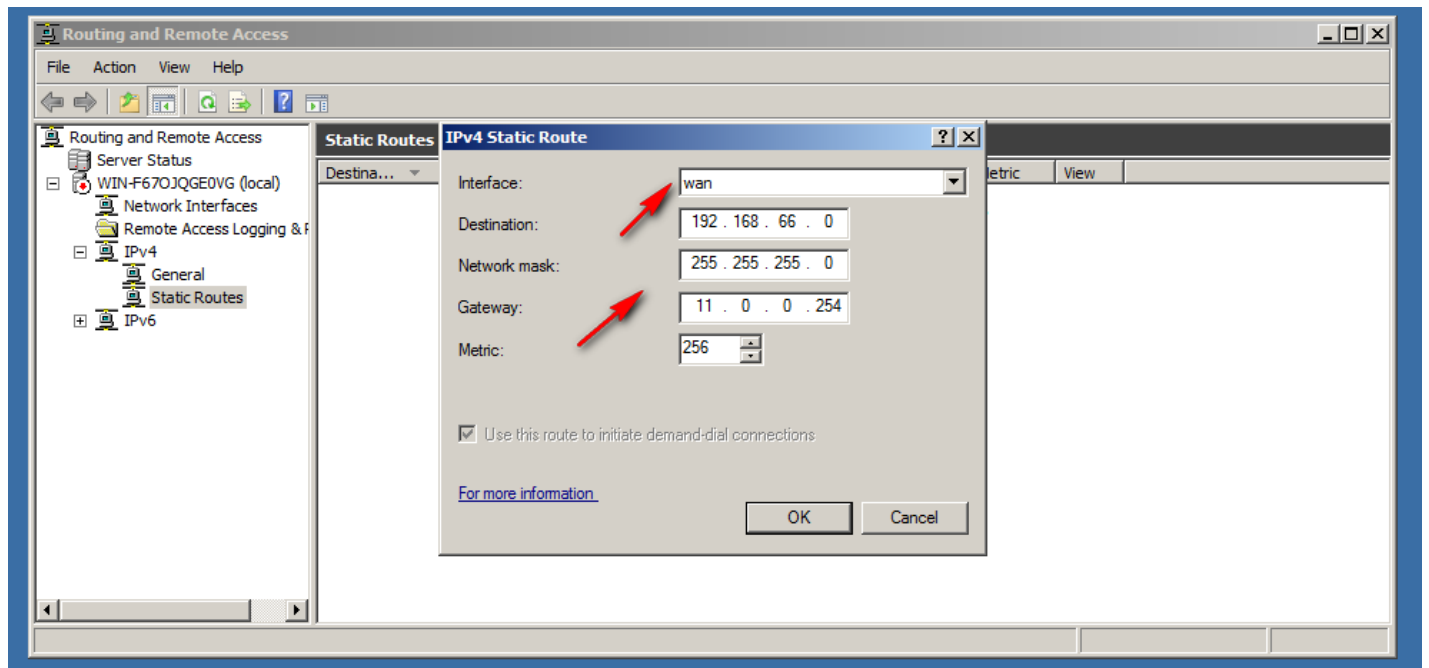 Routing and Remote Access
File Action View Help
Routing and Remote Access
Server Status
WIN-F67OJQGE0VG (local)
Network Interfaces
Remote Access Logging & P
IPv4
General
Static Routes
IPv6
Static Routes
Destina... etric View
IPv4 Static Route
Interface: wan
Destination: 192 . 168 . 66 . 0
Network mask: 255 . 255 . 255 . 0
Gateway: 11 . 0 . 0 . 254
Metric: 256
Use this route to initiate demand-dial connections
For more information
OK Cancel